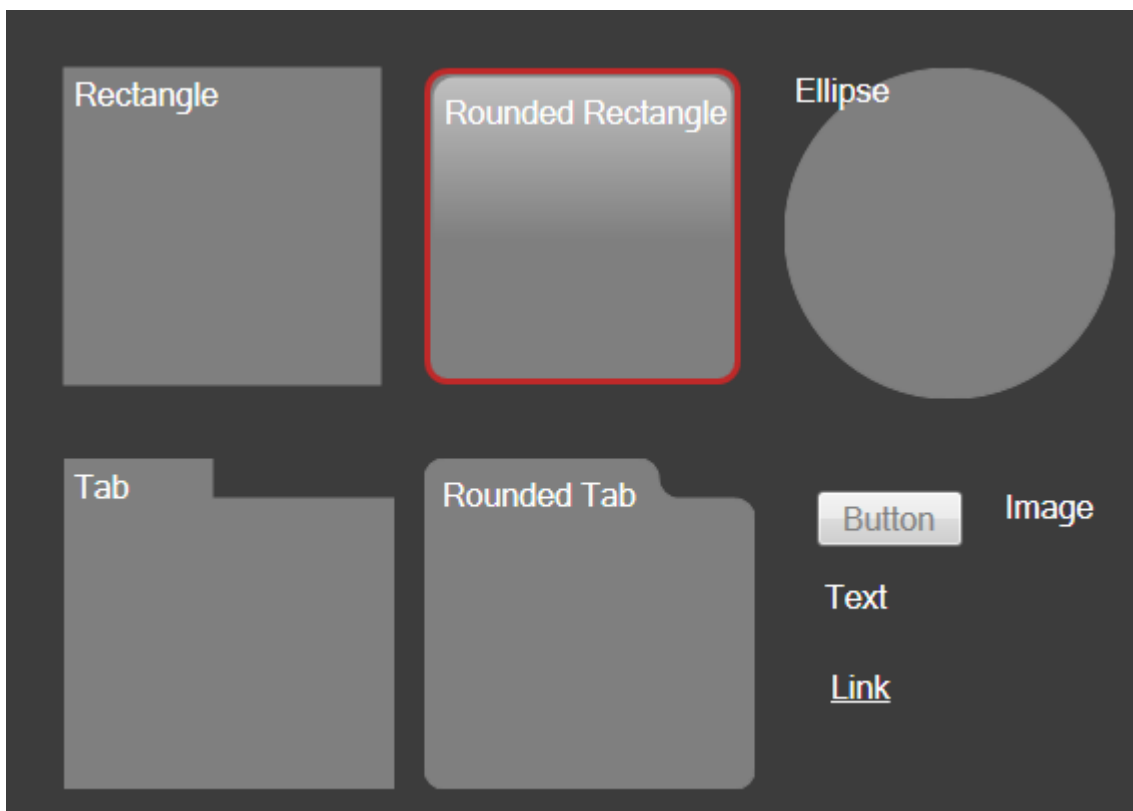 Rectangle
Rounded Rectangle
Ellipse
Tab
Rounded Tab
Button
Image
Text
Link